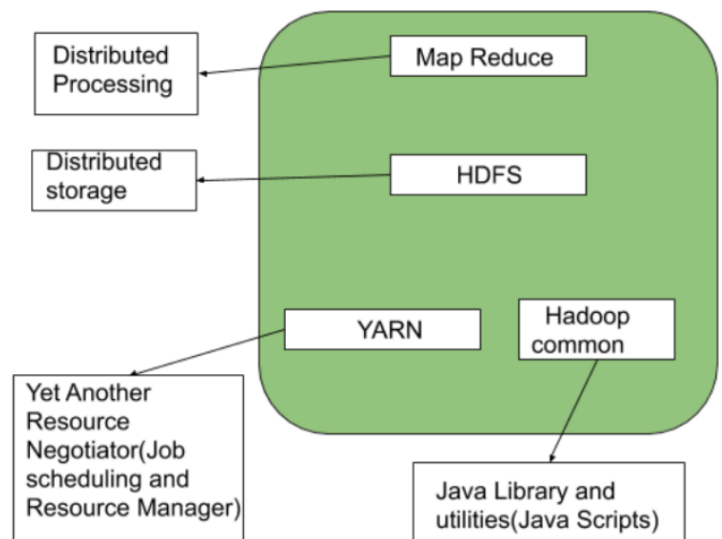 Distributed
Processing
Map Reduce
Distributed
storage
HDFS
YARN
Hadoop
common
Yet Another
Resource
Negotiator(Job
scheduling and
Resource Manager)
Java Library and
utilities(Java Scripts)